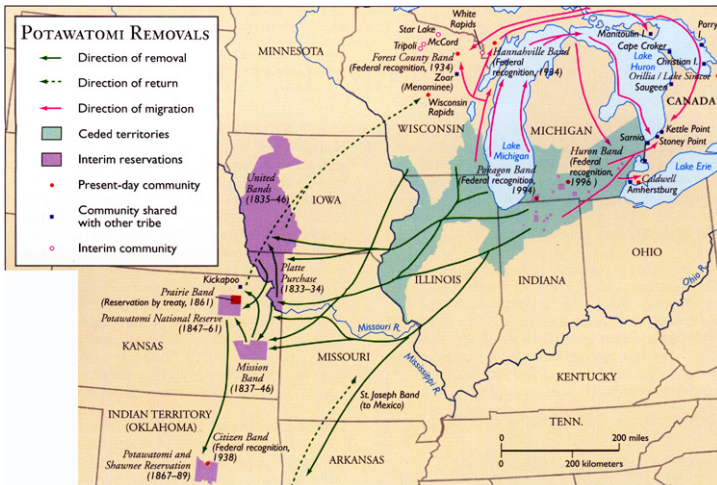 POTAWATOMI REMOVALS
Direction of removal
Direction of return
Direction of migration
Ceded territories
Interim reservations
Present-day community
Community shared
with other tribe
Interim community
MINNESOTA
White
Rapids
Star Lake
McCord
Tripoli
Forest County Band
(Federal recognition, 1934)
Hannahville Band
(Federal
recognition, 1934)
Zoar
(Menominee)
Wisconsin
Rapids
WISCONSIN
Manitoulin I.
Parry
Cape Croker
Christian I.
Lake
Huron
Orillia / Lake Simcoe
Saugeen
CANADA
MICHIGAN
Lake
Michigan
Kettle Point
Sarnia
Stoney Point
Huron Band
(Federal
recognition,
1996)
Lake Erie
Caldwell
Amherstburg
Pokagon Band
(Federal recognition,
1994)
United
Bands
(1835–46)
IOWA
Platte
Purchase
(1833–34)
ILLINOIS
INDIANA
OHIO
Ohio R.
Kickapoo
Prairie Band
(Reservation by treaty, 1861)
Potawatomi National Reserve
(1847–61)
Missouri R.
KANSAS
MISSOURI
Mission
Band
(1837–46)
Mississippi R.
KENTUCKY
St. Joseph Band
(to Mexico)
INDIAN TERRITORY
(OKLAHOMA)
TENN.
Citizen Band
(Federal recognition,
1938)
Potawatomi and
Shawnee Reservation
(1867–89)
ARKANSAS
0
200 miles
0
200 kilometers